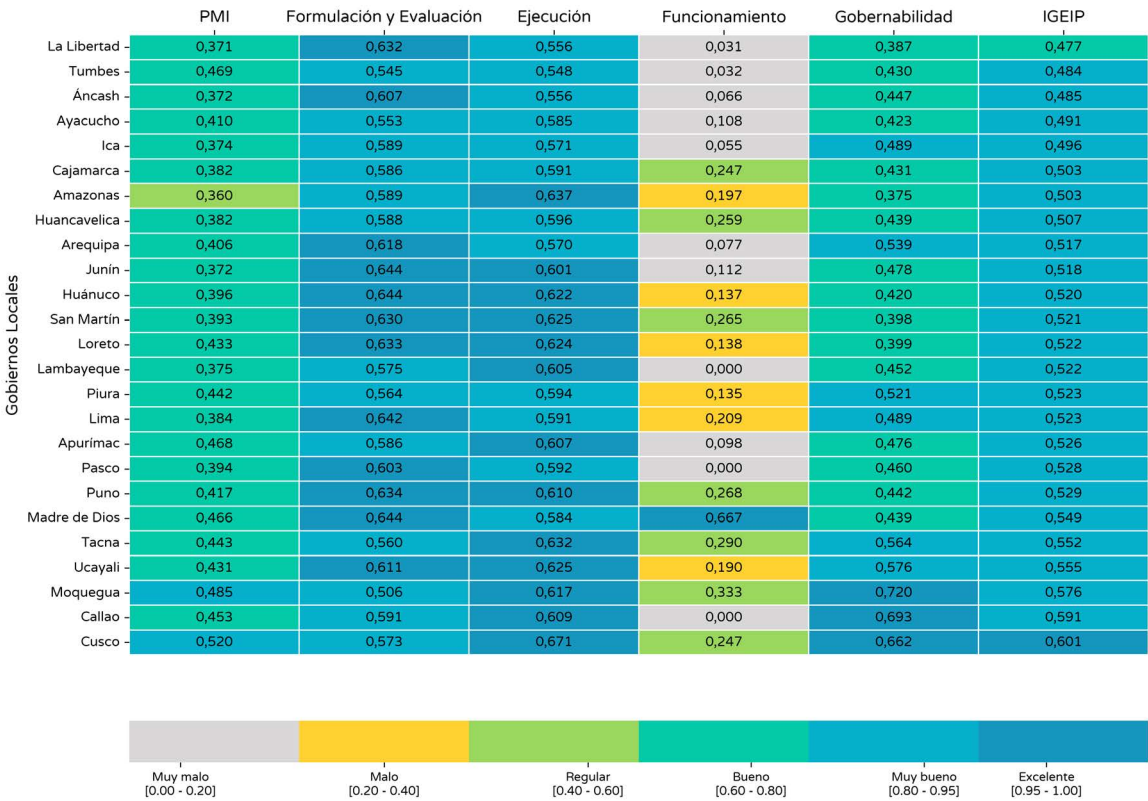 PMI Formulación y Evaluación Ejecución Funcionamiento Gobernabilidad IGEIP
La Libertad 0,371 0,632 0,556 0,031 0,387 0,477
Tumbes 0,469 0,545 0,548 0,032 0,430 0,484
Áncash 0,372 0,607 0,556 0,066 0,447 0,485
Ayacucho 0,410 0,553 0,585 0,108 0,423 0,491
Ica 0,374 0,589 0,571 0,055 0,489 0,496
Cajamarca 0,382 0,586 0,591 0,247 0,431 0,503
Amazonas 0,360 0,589 0,637 0,197 0,375 0,503
Huancavelica 0,382 0,588 0,596 0,259 0,439 0,507
Arequipa 0,406 0,618 0,570 0,077 0,539 0,517
Junín 0,372 0,644 0,601 0,112 0,478 0,518
Huánuco 0,396 0,644 0,622 0,137 0,420 0,520
San Martín 0,393 0,630 0,625 0,265 0,398 0,521
Loreto 0,433 0,633 0,624 0,138 0,399 0,522
Lambayeque 0,375 0,575 0,605 0,000 0,452 0,522
Piura 0,442 0,564 0,594 0,135 0,521 0,523
Lima 0,384 0,642 0,591 0,209 0,489 0,523
Apurímac 0,468 0,586 0,607 0,098 0,476 0,526
Pasco 0,394 0,603 0,592 0,000 0,460 0,528
Puno 0,417 0,634 0,610 0,268 0,442 0,529
Madre de Dios 0,466 0,644 0,584 0,667 0,439 0,549
Tacna 0,443 0,560 0,632 0,290 0,564 0,552
Ucayali 0,431 0,611 0,625 0,190 0,576 0,555
Moquegua 0,485 0,506 0,617 0,333 0,720 0,576
Callao 0,453 0,591 0,609 0,000 0,693 0,591
Cusco 0,520 0,573 0,671 0,247 0,662 0,601
Gobiernos Locales
Muy malo Malo Regular Bueno Muy bueno Excelente
[0.00 - 0.20] [0.20 - 0.40] [0.40 - 0.60] [0.60 - 0.80] [0.80 - 0.95] [0.95 - 1.00]